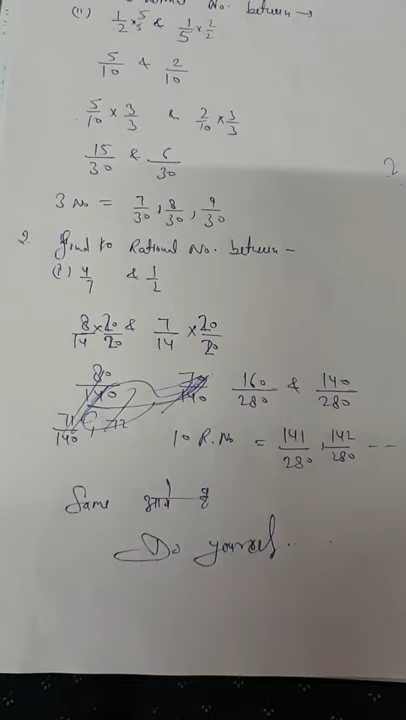 No. between →
(ii) 1/2 × 5/5 & 1/5 × 2/2
5/10 & 2/10
5/10 × 3/3 & 2/10 × 3/3
15/30 & 6/30
3 No = 7/30, 8/30, 9/30
2. find 10 Rational No. between –
(i) 4/7 & 1/2
8/14 × 20/20 & 7/14 × 20/20
160/280 & 140/280
71/140
10 R. No = 141/280, 142/280 --
Same
Do yourself...